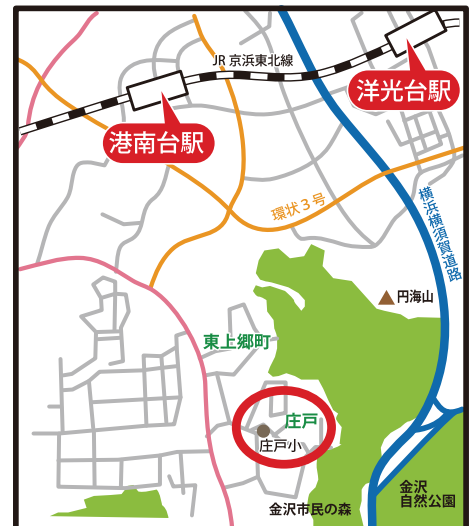 JR 京浜東北線
洋光台駅
港南台駅
環状3号
横浜横須賀道路
円海山
東上郷町
庄戸
庄戸小
金沢
自然公園
金沢市民の森